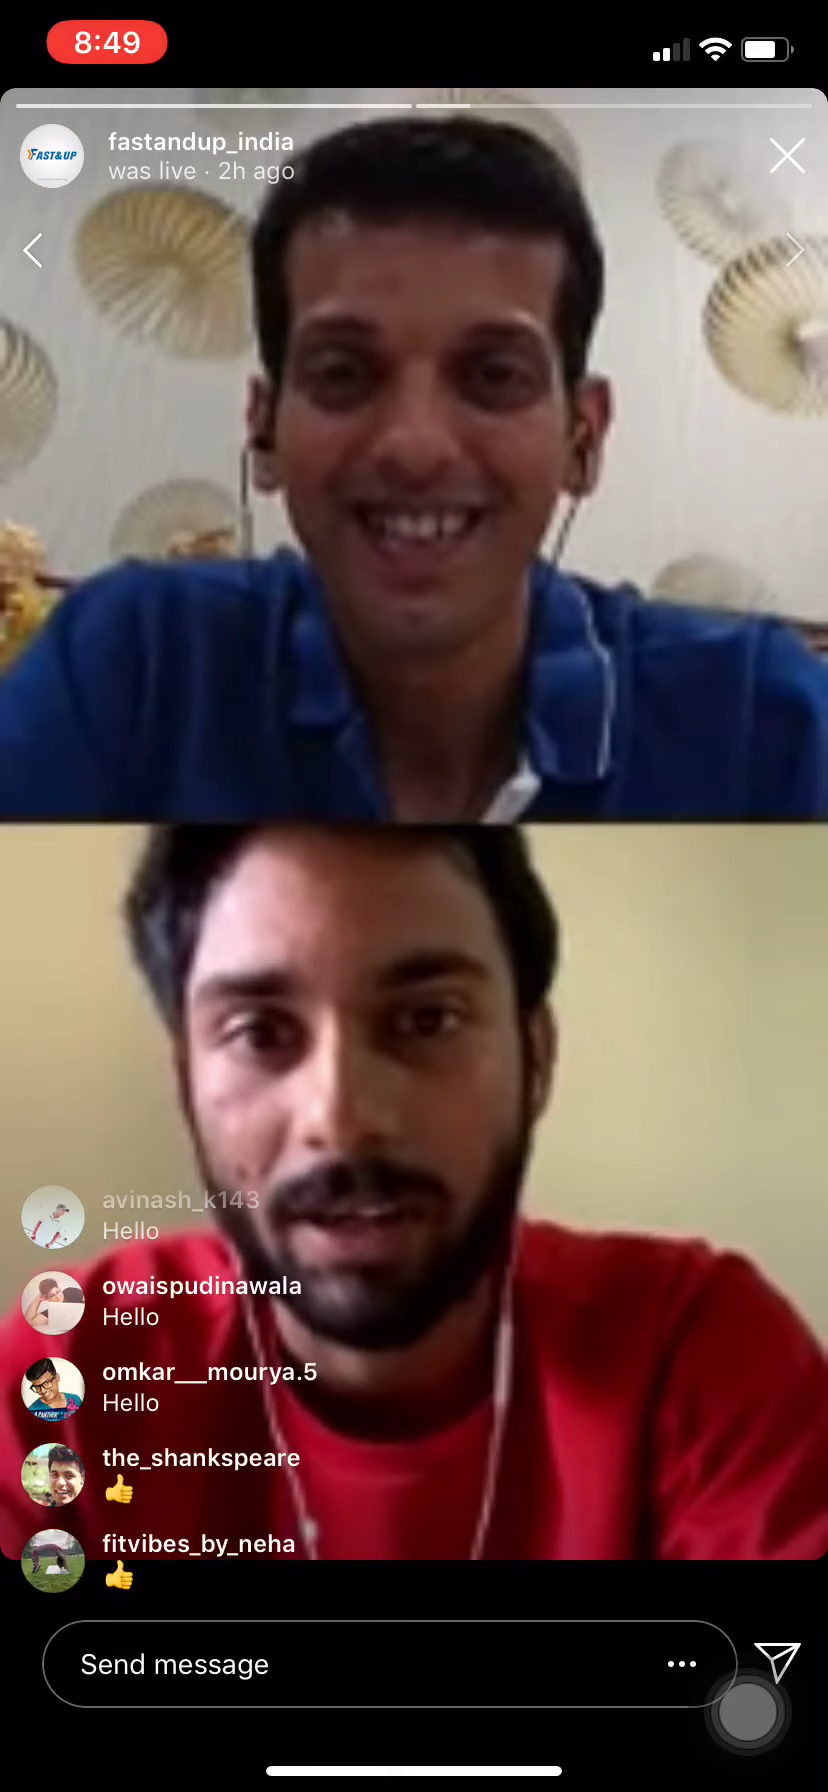 8:49
FAST&UP
fastandup_india
was live · 2h ago
avinash_k143
Hello
owaispudinawala
Hello
omkar___mourya.5
Hello
the_shankspeare
👍
fitvibes_by_neha
👍
Send message